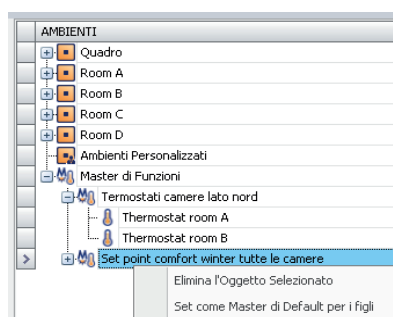 AMBIENTI
Quadro
Room A
Room B
Room C
Room D
Ambienti Personalizzati
Master di Funzioni
Termostati camere lato nord
Thermostat room A
Thermostat room B
Set point comfort winter tutte le camere
Elimina l'Oggetto Selezionato
Set come Master di Default per i figli